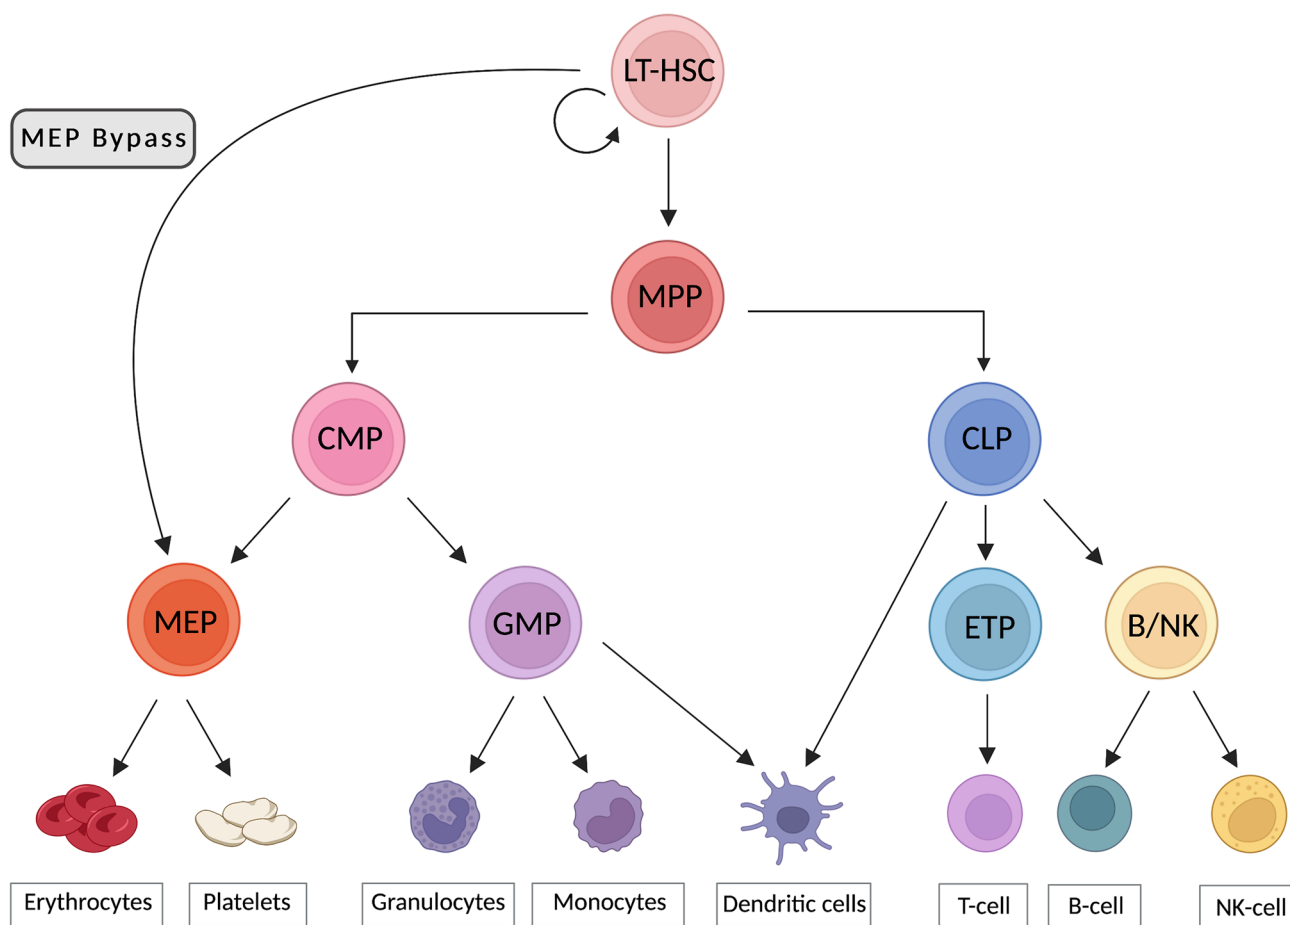 LT-HSC
MEP Bypass
MPP
CMP
CLP
MEP
GMP
ETP
B/NK
Erythrocytes
Platelets
Granulocytes
Monocytes
Dendritic cells
T-cell
B-cell
NK-cell